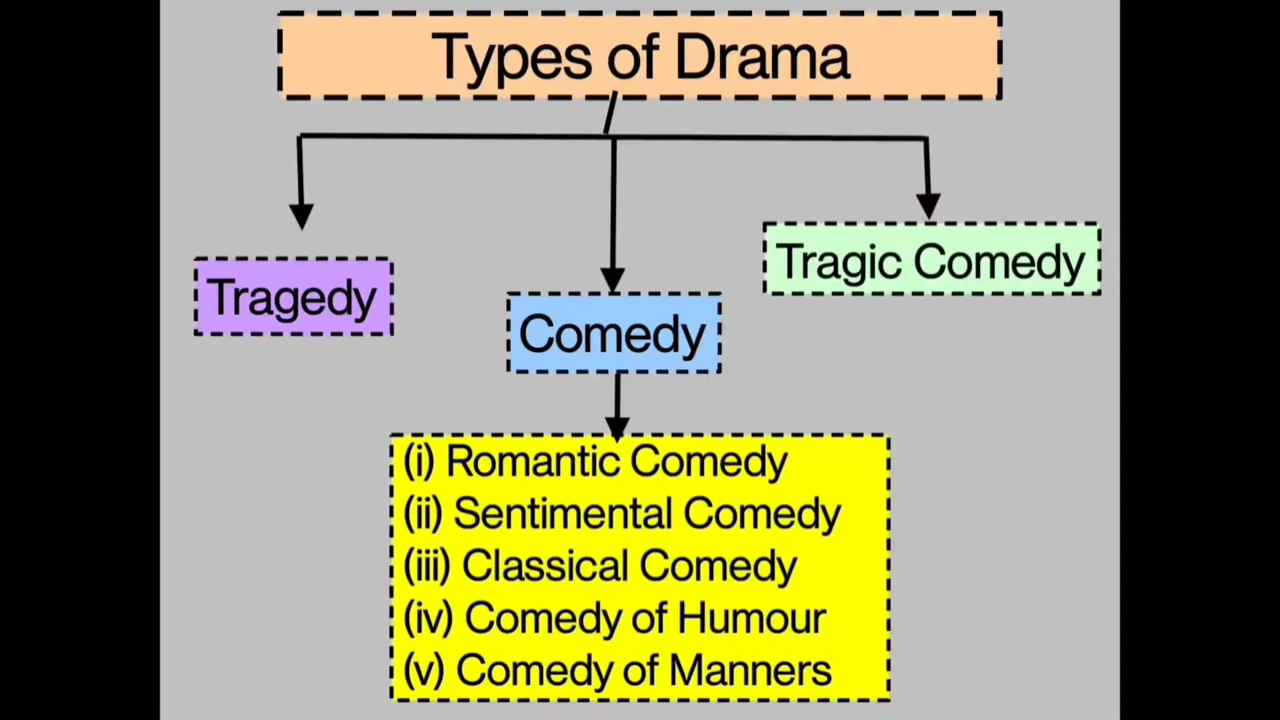 Types of Drama
Tragedy
Comedy
Tragic Comedy
(i) Romantic Comedy
(ii) Sentimental Comedy
(iii) Classical Comedy
(iv) Comedy of Humour
(v) Comedy of Manners